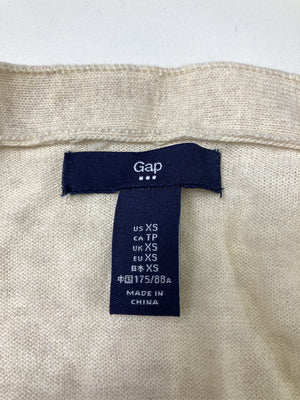 Gap
US XS
CA TP
UK XS
EU XS
日本 XS
中国 175/88A
MADE IN
CHINA